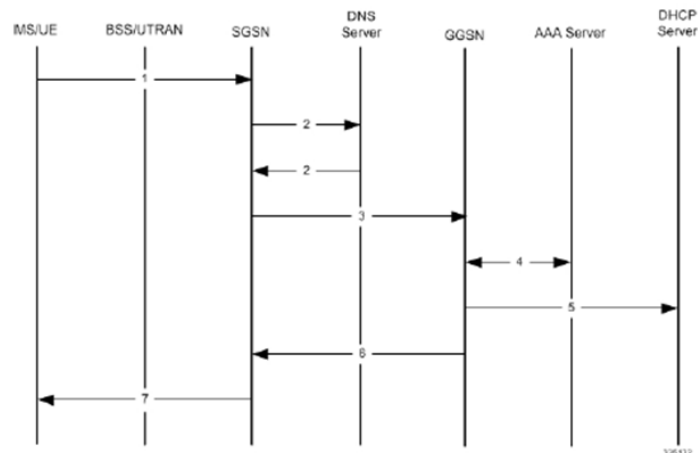 MS/UE
BSS/UTRAN
SGSN
DNS
Server
GGSN
AAA Server
DHCP
Server
1
2
2
3
4
5
6
7